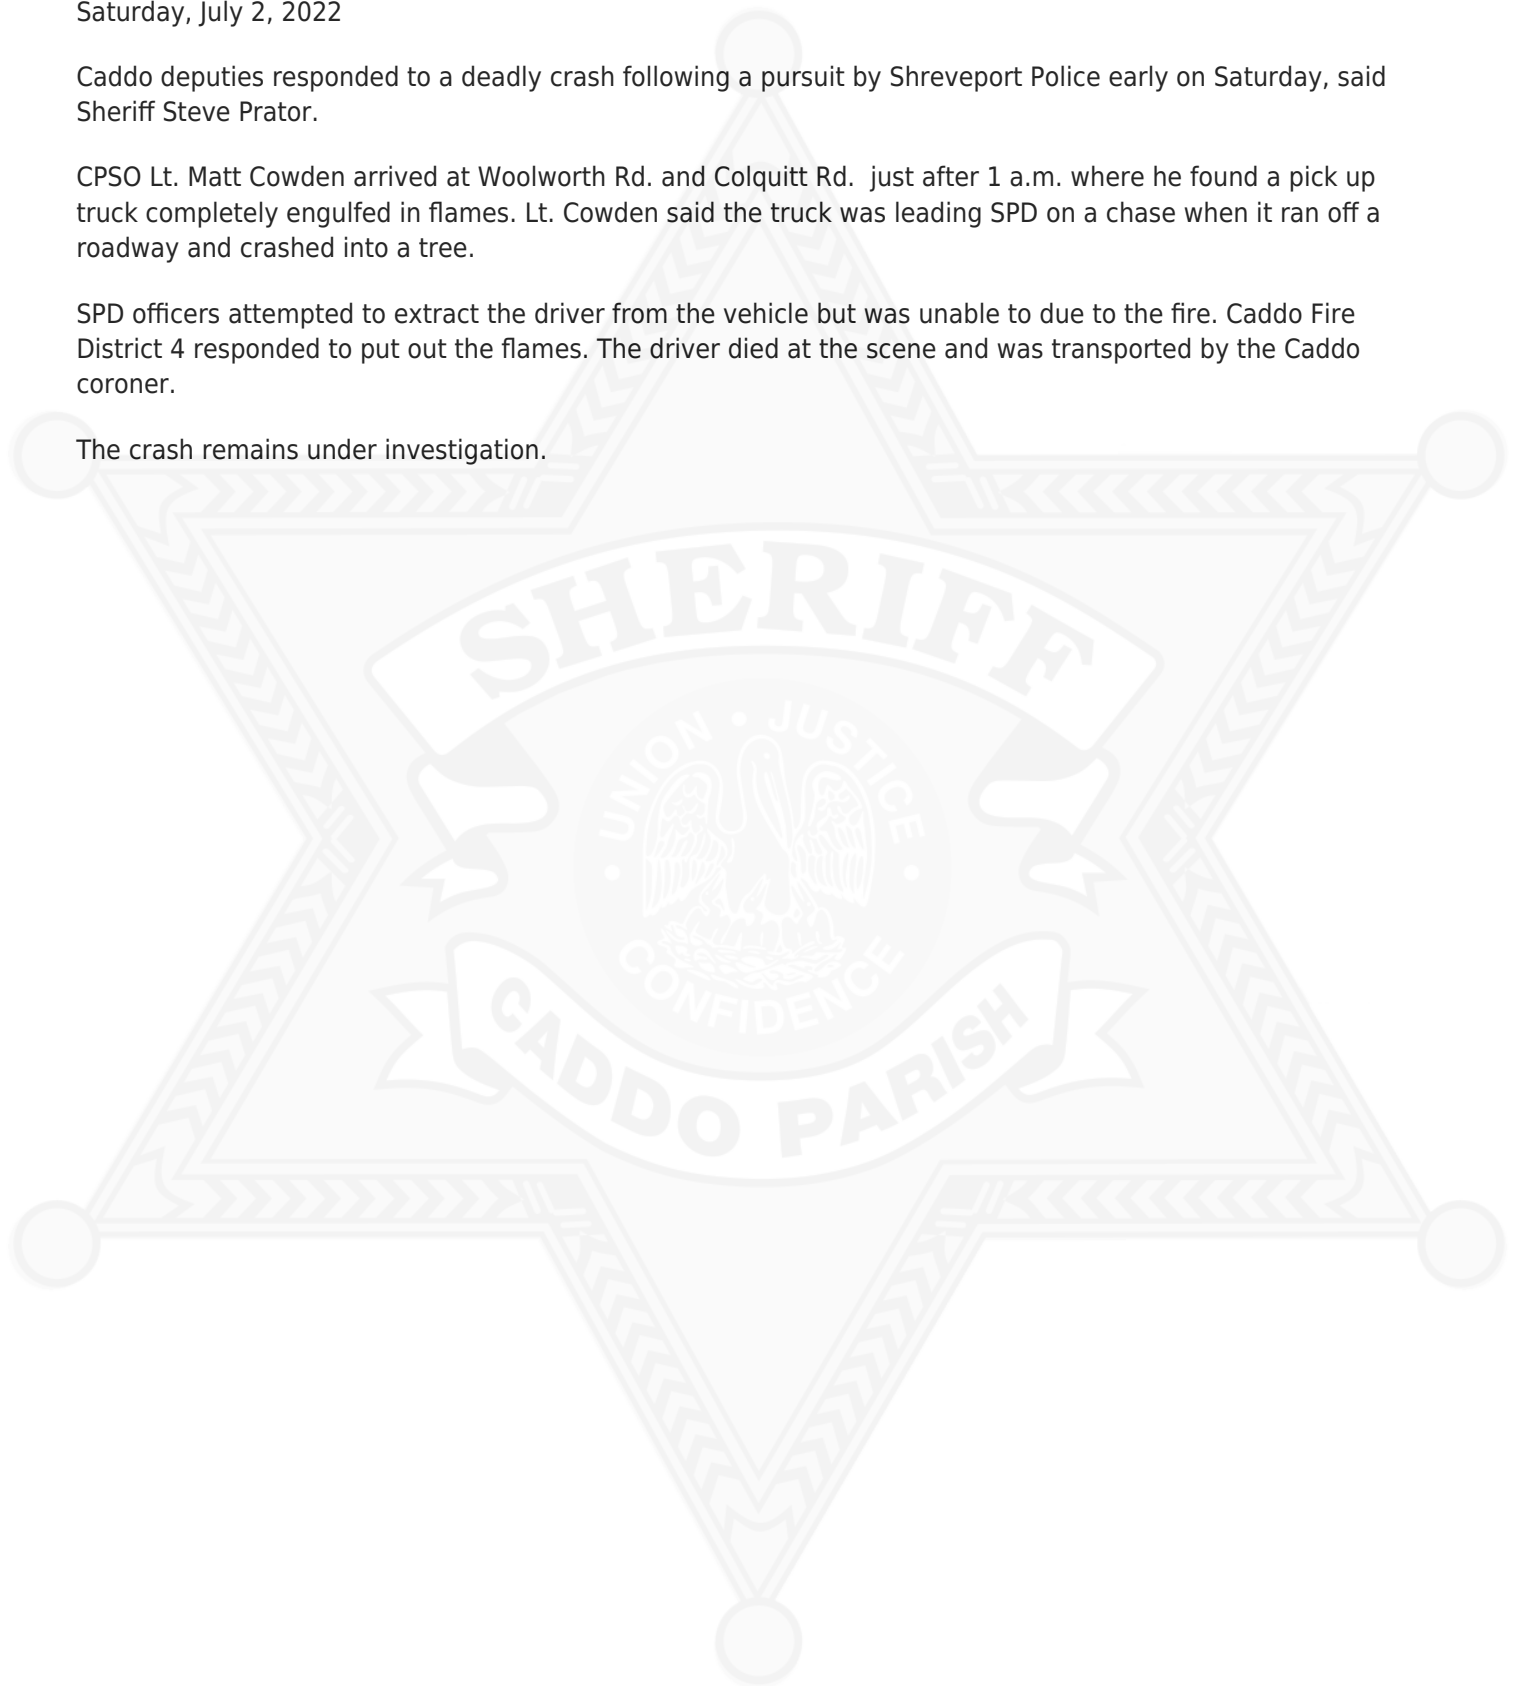 Saturday, July 2, 2022
Caddo deputies responded to a deadly crash following a pursuit by Shreveport Police early on Saturday, said
Sheriff Steve Prator.
CPSO Lt. Matt Cowden arrived at Woolworth Rd. and Colquitt Rd.  just after 1 a.m. where he found a pick up
truck completely engulfed in flames. Lt. Cowden said the truck was leading SPD on a chase when it ran off a
roadway and crashed into a tree.
SPD officers attempted to extract the driver from the vehicle but was unable to due to the fire. Caddo Fire
District 4 responded to put out the flames. The driver died at the scene and was transported by the Caddo
coroner.
The crash remains under investigation.
SHERIFF
UNION • JUSTICE
CONFIDENCE
CADDO PARISH